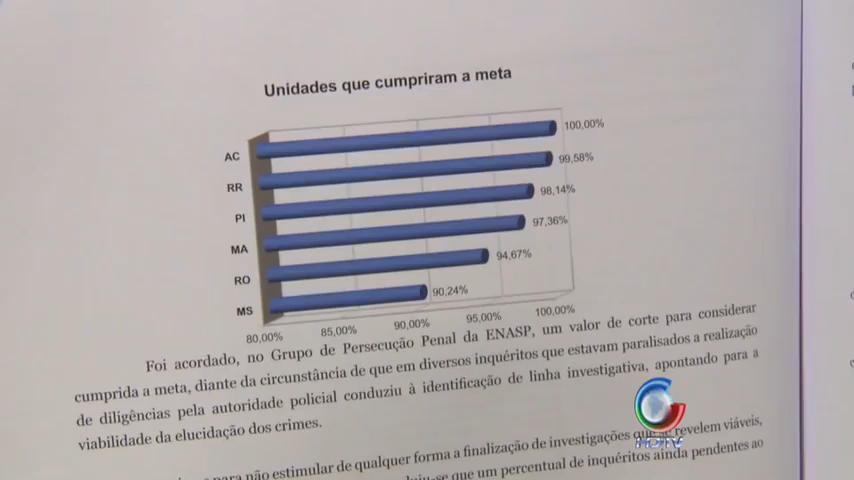 Unidades que cumpriram a meta
AC 100,00%
RR 99,58%
PI 98,14%
MA 97,36%
RO 94,67%
MS 90,24%
80,00% 85,00% 90,00% 95,00% 100,00%
Foi acordado, no Grupo de Persecução Penal da ENASP, um valor de corte para considerar
cumprida a meta, diante da circunstância de que em diversos inquéritos que estavam paralisados a realização
de diligências pela autoridade policial conduziu à identificação de linha investigativa, apontando para a
viabilidade da elucidação dos crimes.
para não estimular de qualquer forma a finalização de investigações que se revelem viáveis,
que um percentual de inquéritos ainda pendentes ao
HDTV